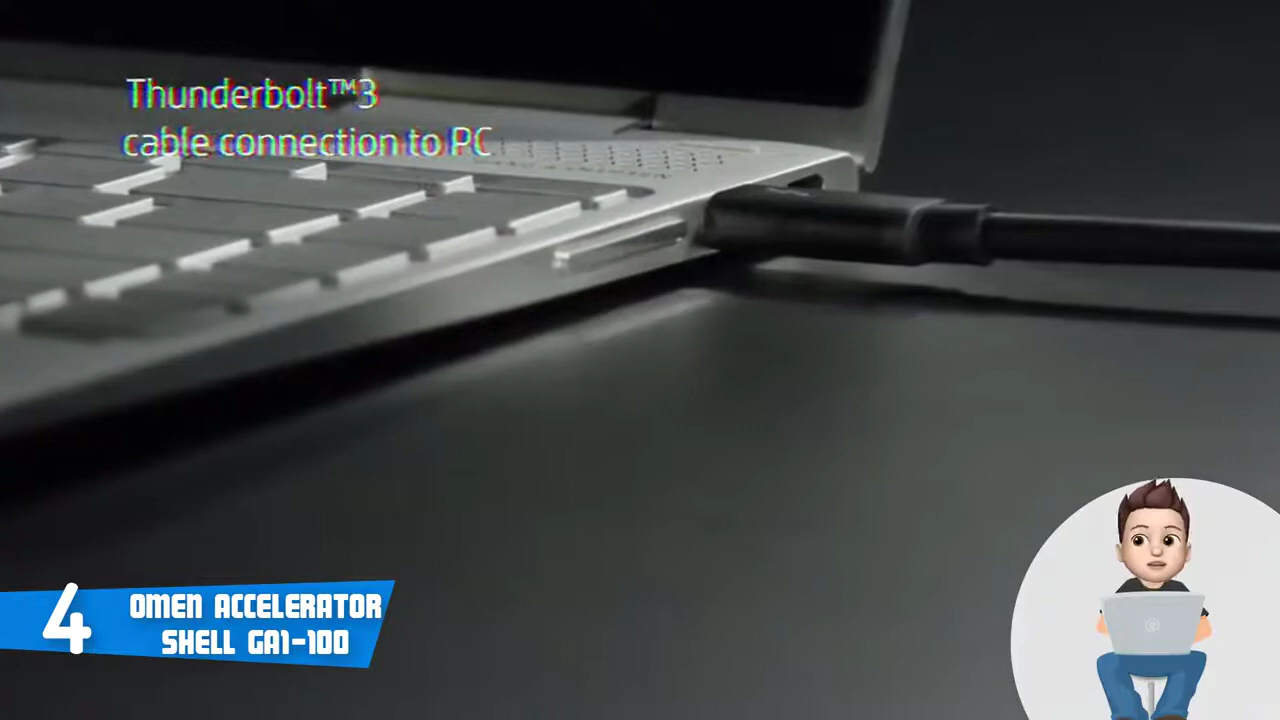 Thunderbolt™3
cable connection to PC
4
OMEN ACCELERATOR
SHELL GA1-100